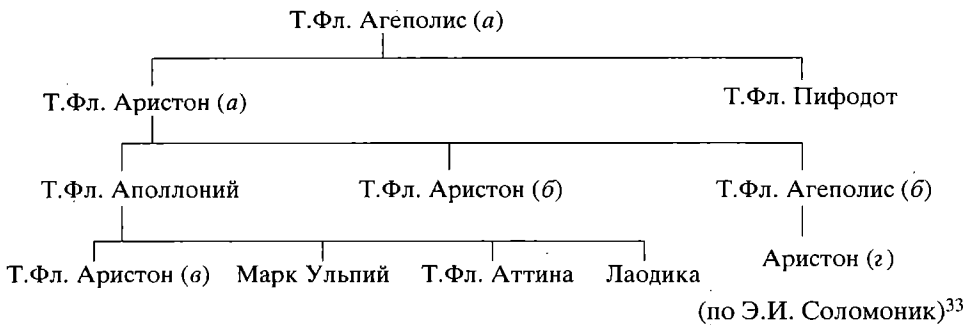 Т.Фл. Агеполис (а)
Т.Фл. Аристон (а) Т.Фл. Пифодот
Т.Фл. Аполлоний Т.Фл. Аристон (б) Т.Фл. Агеполис (б)
Т.Фл. Аристон (в) Марк Ульпий Т.Фл. Аттина Лаодика Аристон (г)
(по Э.И. Соломоник)³³